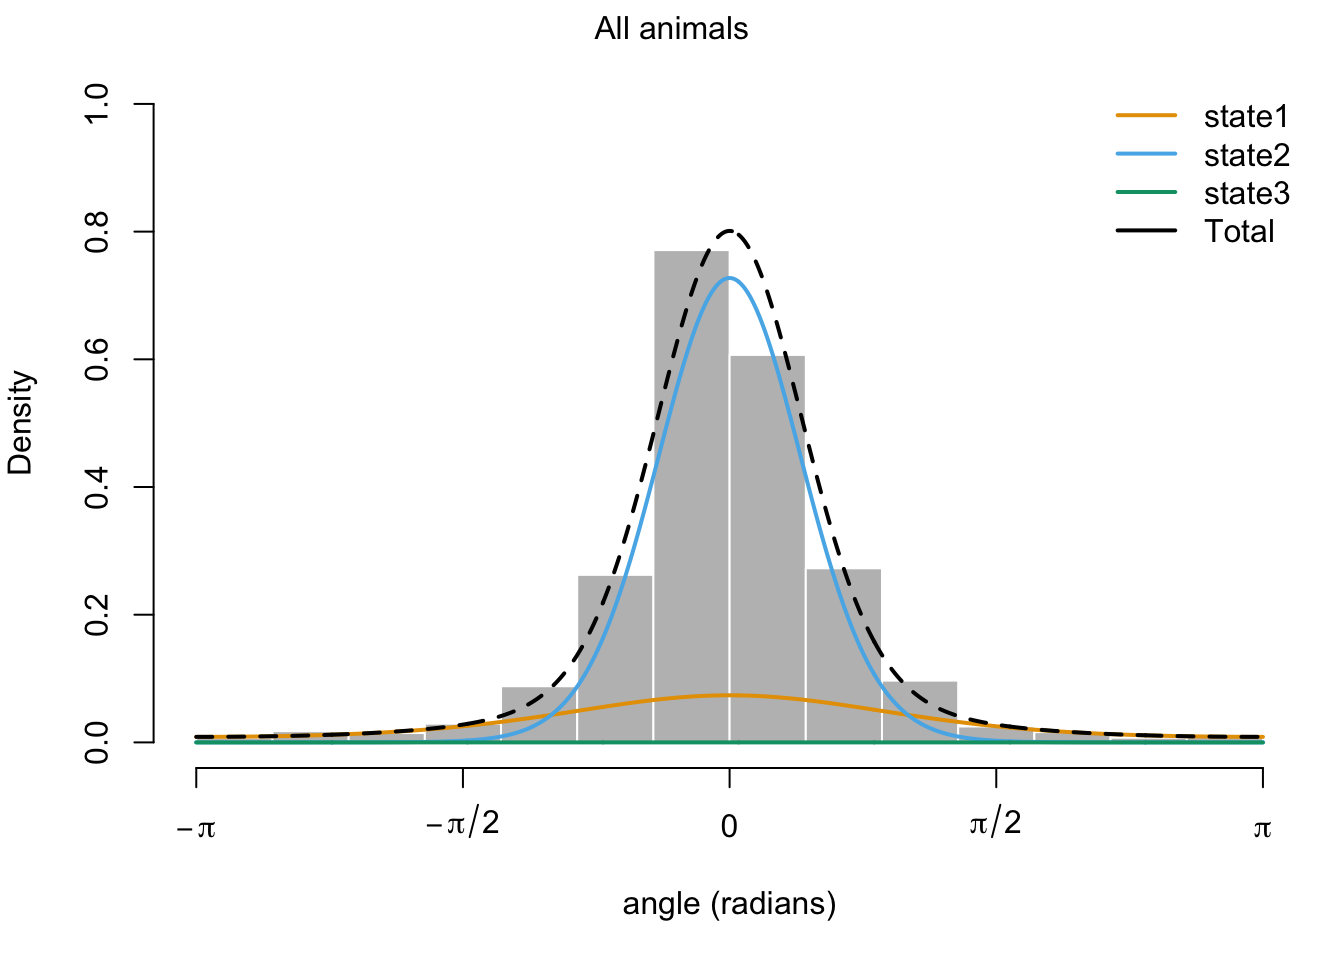 All animals
state1
state2
state3
Total
Density
1.0
0.8
0.6
0.4
0.2
0.0
−π
−π/2
0
π/2
π
angle (radians)